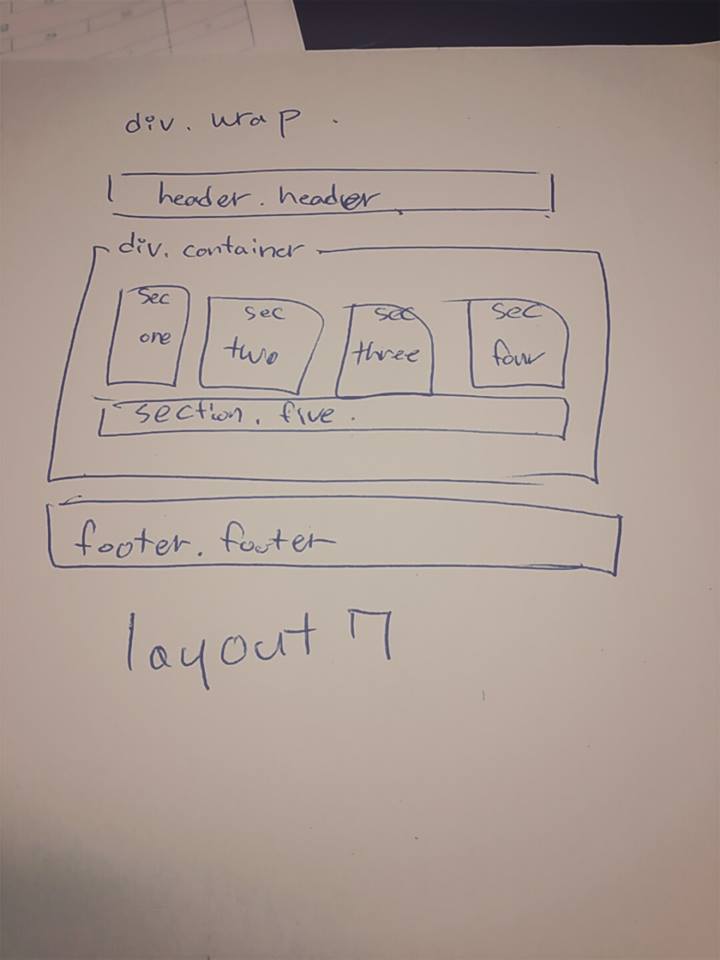 div. wrap.
header. header
div. container
sec one
sec two
sec three
sec four
section. five.
footer. footer
layout 7